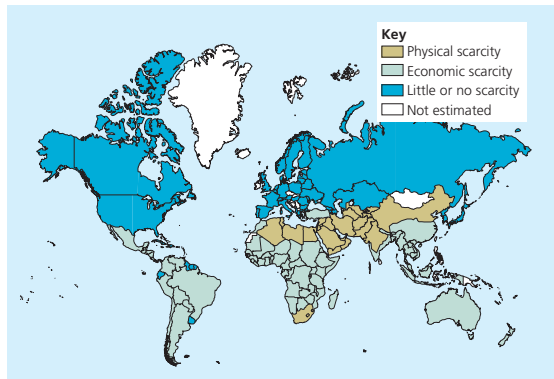 Key
Physical scarcity
Economic scarcity
Little or no scarcity
Not estimated